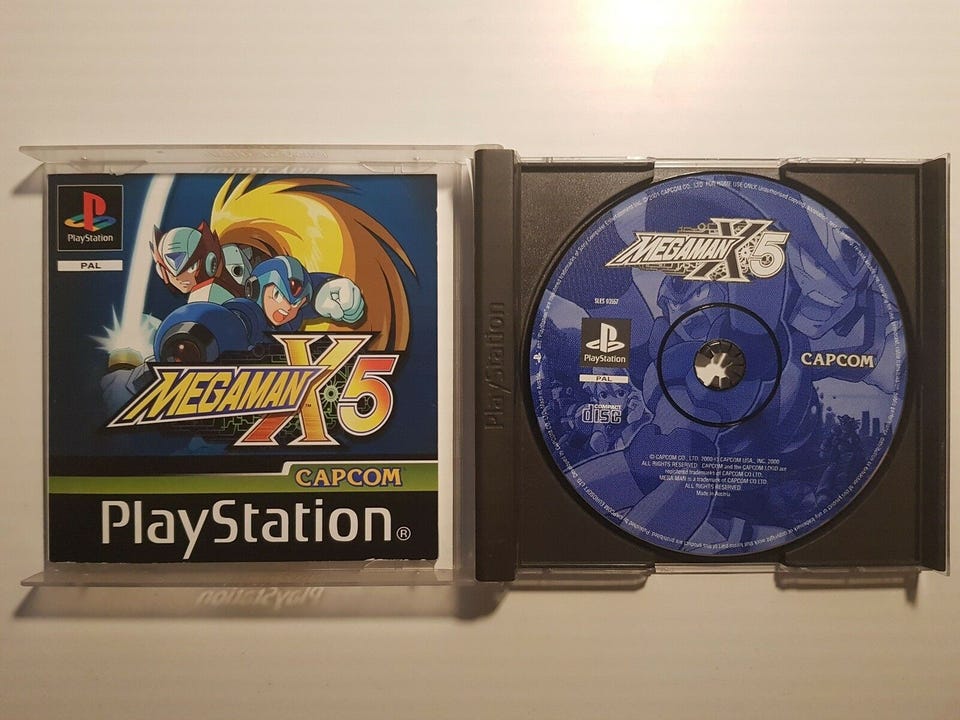 PlayStation
PAL
MEGAMAN X5
CAPCOM
PlayStation®
PlayStation
MEGAMAN X5
SLES 03557
PlayStation
PAL
CAPCOM
COMPACT
disc
© CAPCOM CO., LTD. 2000 © CAPCOM USA., INC. 2000
ALL RIGHTS RESERVED. CAPCOM and the CAPCOM LOGO are
registered trademarks of CAPCOM CO LTD.
MEGA MAN is a trademark of CAPCOM CO LTD.
ALL RIGHTS RESERVED.
Made in Austria